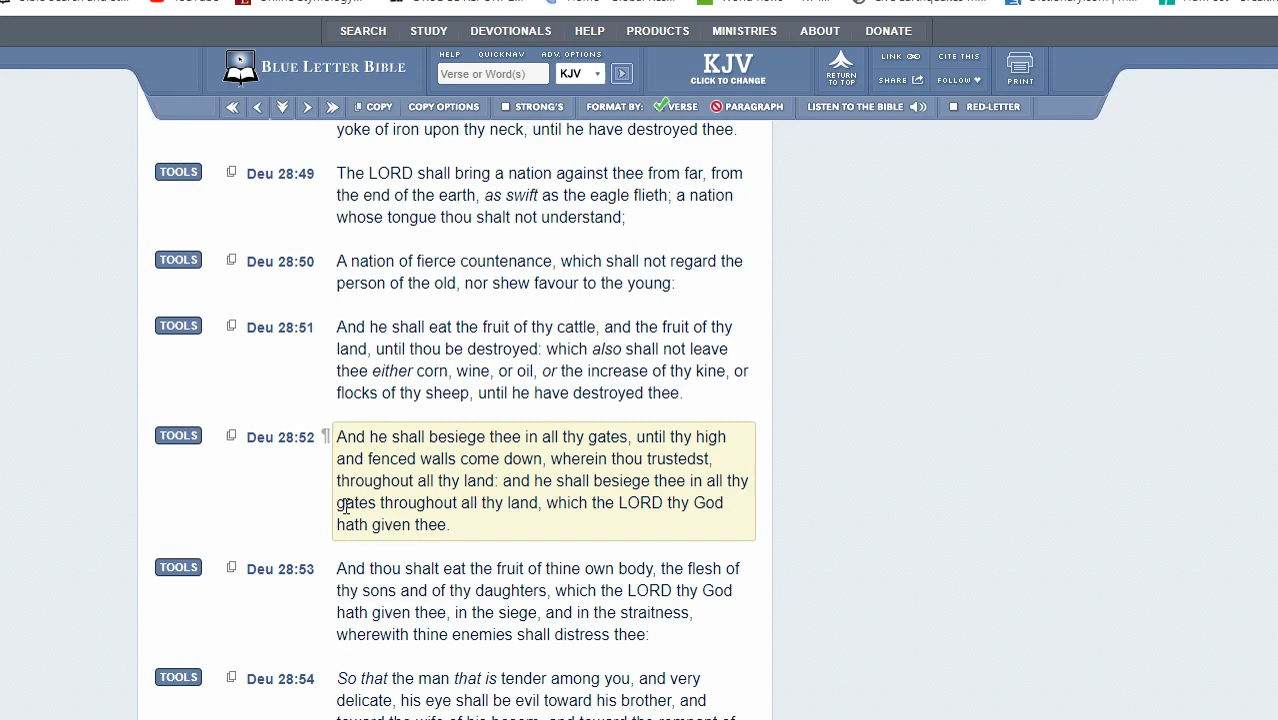 SEARCH STUDY DEVOTIONALS HELP PRODUCTS MINISTRIES ABOUT DONATE
BLUE LETTER BIBLE
HELP QUICKNAV ADV. OPTIONS
Verse or Word(s) KJV
KJV
CLICK TO CHANGE
RETURN
TO TOP
LINK CITE THIS
SHARE FOLLOW
PRINT
COPY COPY OPTIONS STRONG'S FORMAT BY: VERSE PARAGRAPH LISTEN TO THE BIBLE RED-LETTER
yoke of iron upon thy neck, until he have destroyed thee.
TOOLS Deu 28:49 The LORD shall bring a nation against thee from far, from
the end of the earth, as swift as the eagle flieth; a nation
whose tongue thou shalt not understand;
TOOLS Deu 28:50 A nation of fierce countenance, which shall not regard the
person of the old, nor shew favour to the young:
TOOLS Deu 28:51 And he shall eat the fruit of thy cattle, and the fruit of thy
land, until thou be destroyed: which also shall not leave
thee either corn, wine, or oil, or the increase of thy kine, or
flocks of thy sheep, until he have destroyed thee.
TOOLS Deu 28:52 ¶ And he shall besiege thee in all thy gates, until thy high
and fenced walls come down, wherein thou trustedst,
throughout all thy land: and he shall besiege thee in all thy
gates throughout all thy land, which the LORD thy God
hath given thee.
TOOLS Deu 28:53 And thou shalt eat the fruit of thine own body, the flesh of
thy sons and of thy daughters, which the LORD thy God
hath given thee, in the siege, and in the straitness,
wherewith thine enemies shall distress thee:
TOOLS Deu 28:54 So that the man that is tender among you, and very
delicate, his eye shall be evil toward his brother, and
toward the wife of his bosom, and toward the remnant of